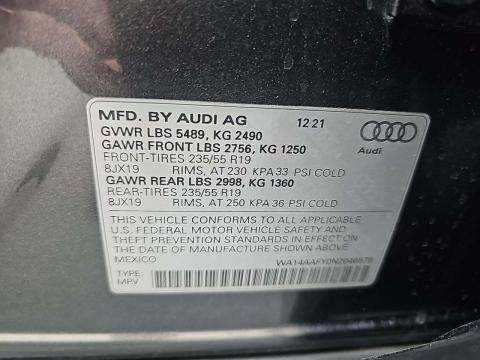 MFD. BY AUDI AG 12 21
GVWR LBS 5489, KG 2490
GAWR FRONT LBS 2756, KG 1250
FRONT-TIRES 235/55 R19
8JX19 RIMS, AT 230 KPA 33 PSI COLD
GAWR REAR LBS 2998, KG 1360
REAR-TIRES 235/55 R19
8JX19 RIMS, AT 250 KPA 36 PSI COLD
Audi
THIS VEHICLE CONFORMS TO ALL APPLICABLE
U.S. FEDERAL MOTOR VEHICLE SAFETY AND
THEFT PREVENTION STANDARDS IN EFFECT ON
THE DATE OF MANUFACTURE SHOWN ABOVE.
MEXICO
TYPE:
MPV